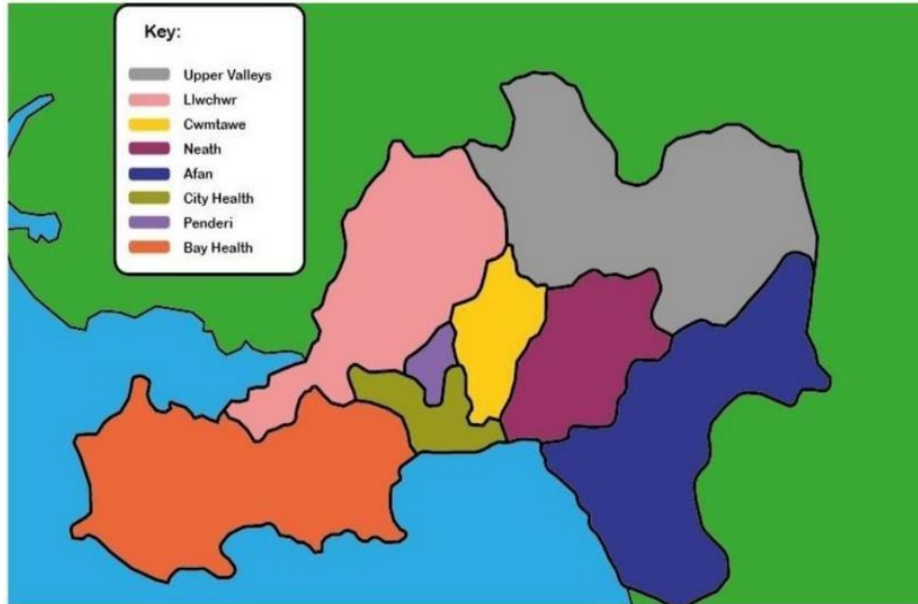 Key:
Upper Valleys
Llwchwr
Cwmtawe
Neath
Afan
City Health
Penderi
Bay Health